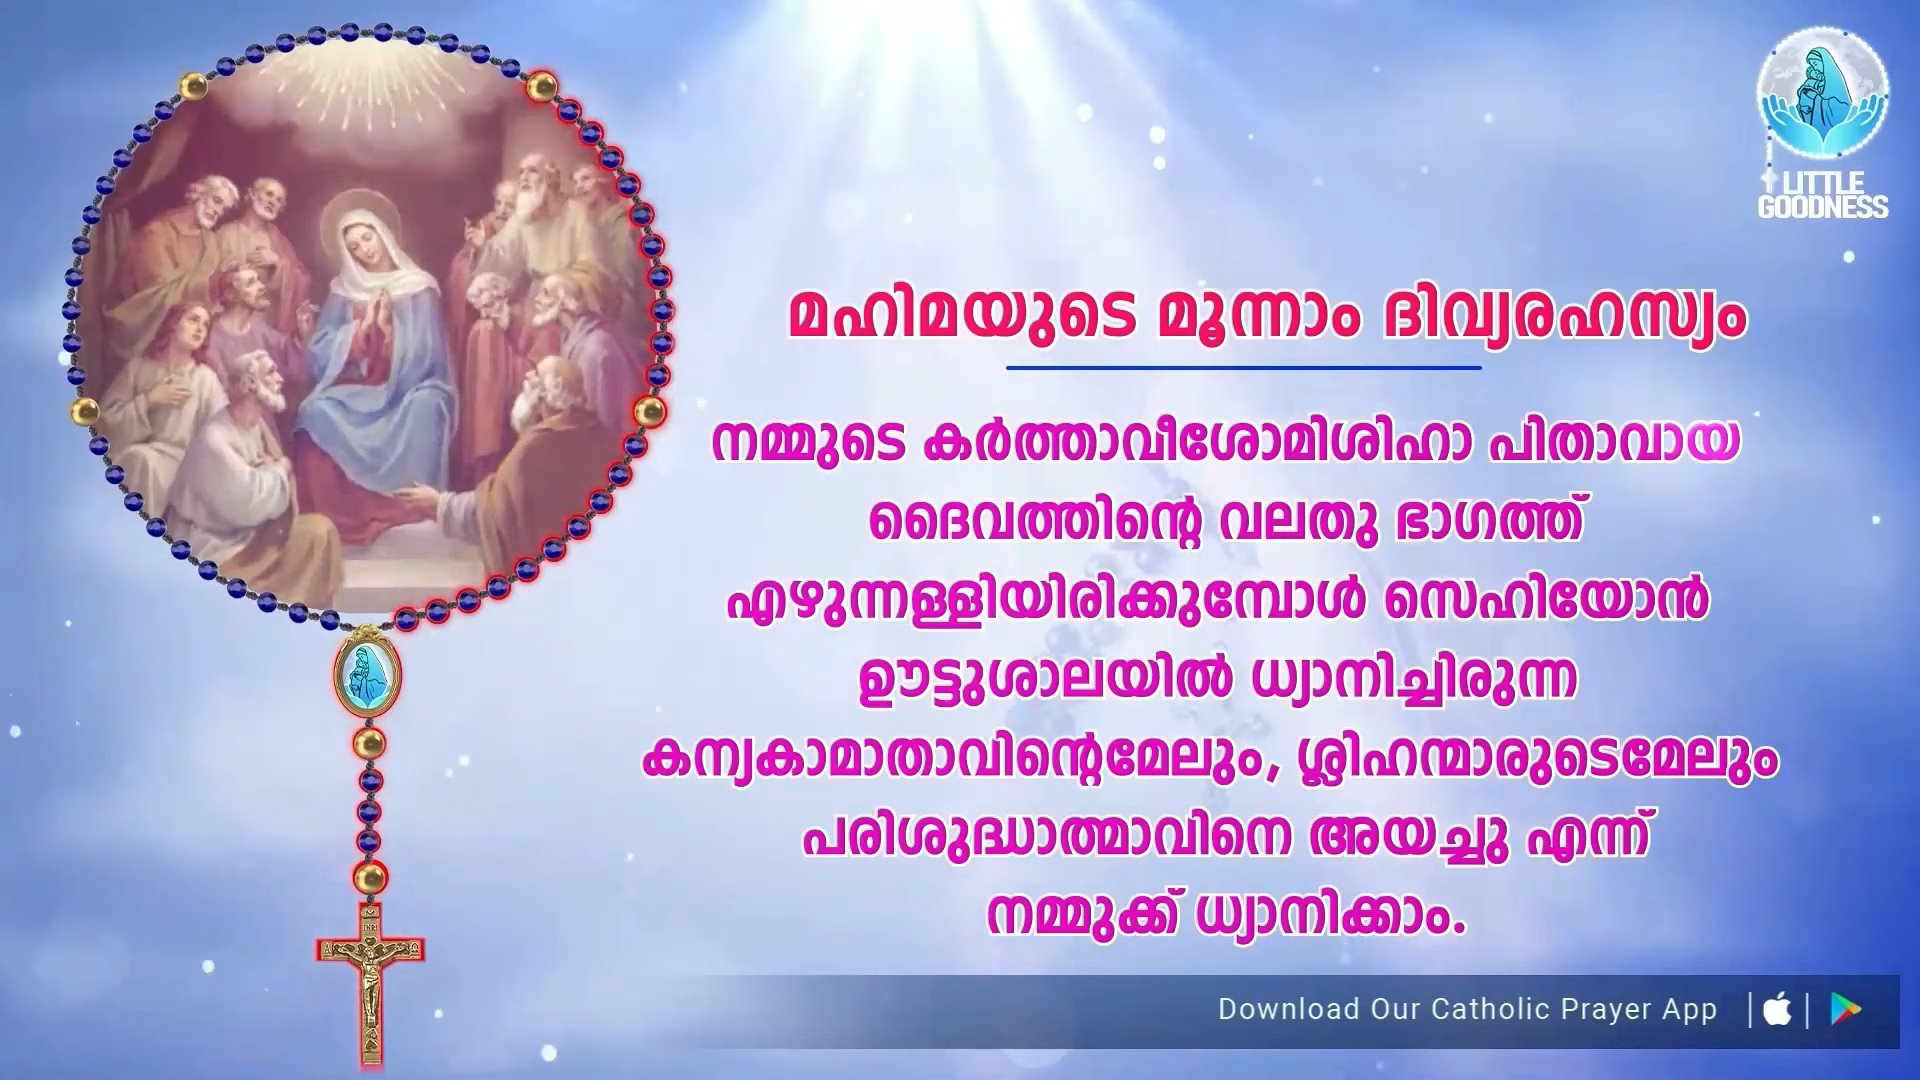 LITTLE
GOODNESS
മഹിമയുടെ മൂന്നാം ദിവ്യരഹസ്യം
നമ്മുടെ കർത്താവീശോമിശിഹാ പിതാവായ
ദൈവത്തിന്റെ വലതു ഭാഗത്ത്
എഴുന്നള്ളിയിരിക്കുമ്പോൾ സെഹിയോൻ
ഊട്ടുശാലയിൽ ധ്യാനിച്ചിരുന്ന
കന്യകാമാതാവിന്റെമേലും, ശ്ലിഹന്മാരുടെമേലും
പരിശുദ്ധാത്മാവിനെ അയച്ചു എന്ന്
നമ്മുക്ക് ധ്യാനിക്കാം.
Download Our Catholic Prayer App